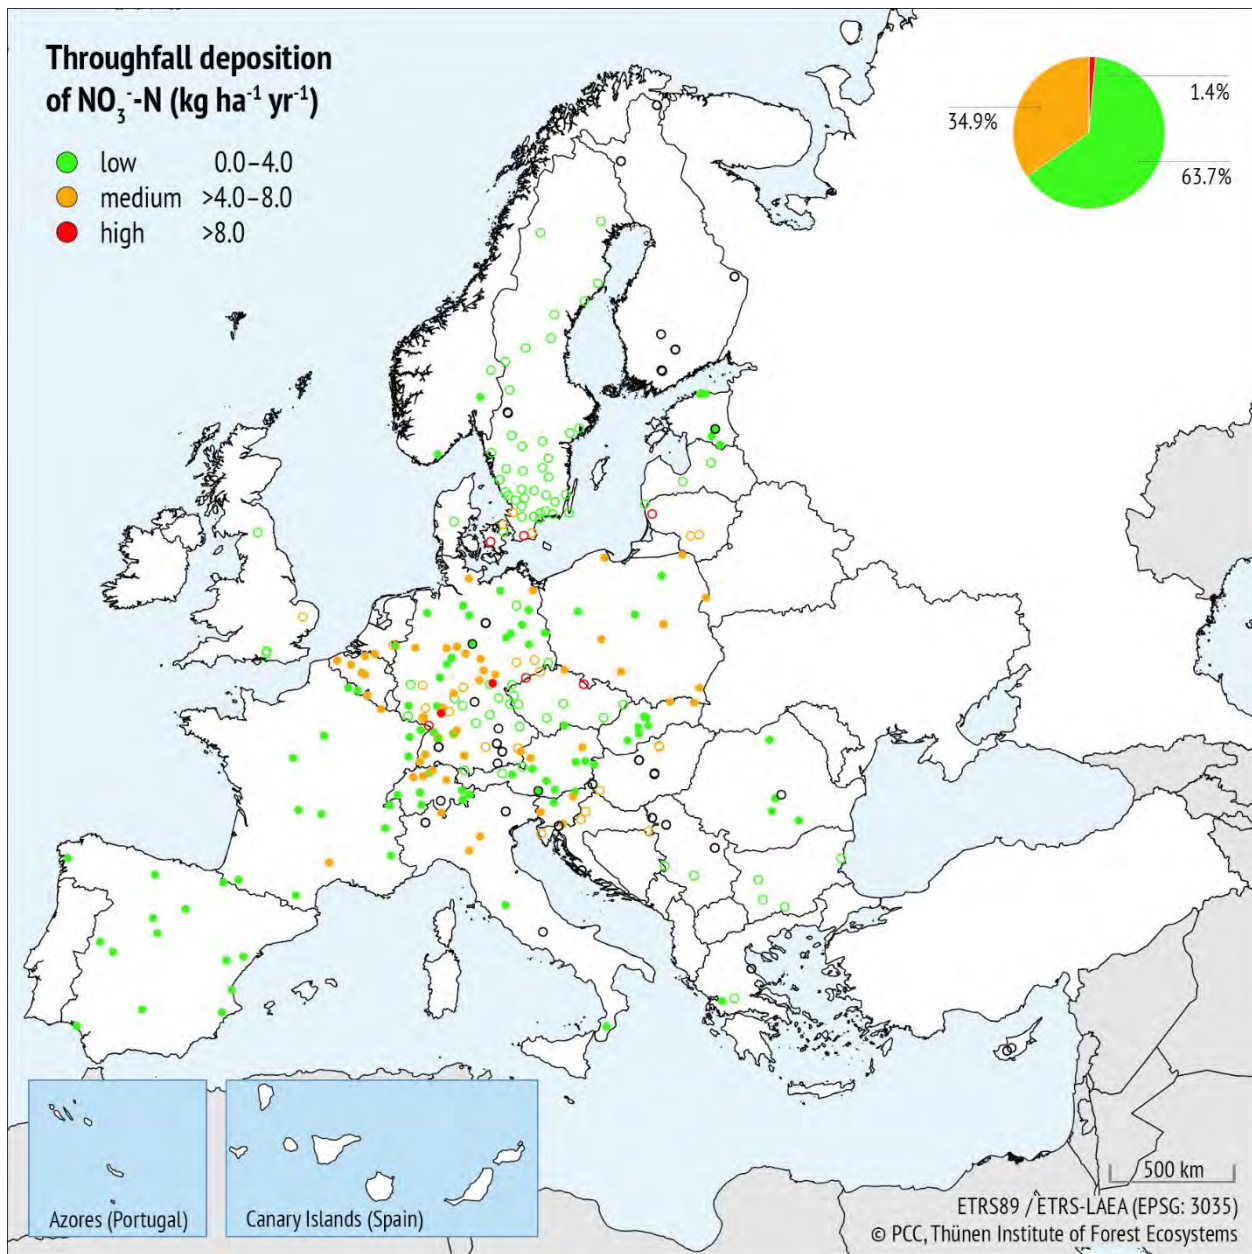 Throughfall deposition
of NO₃⁻-N (kg ha⁻¹ yr⁻¹)
low 0.0–4.0
medium >4.0–8.0
high >8.0
1.4%
34.9%
63.7%
500 km
Azores (Portugal)
Canary Islands (Spain)
ETRS89 / ETRS-LAEA (EPSG: 3035)
© PCC, Thünen Institute of Forest Ecosystems